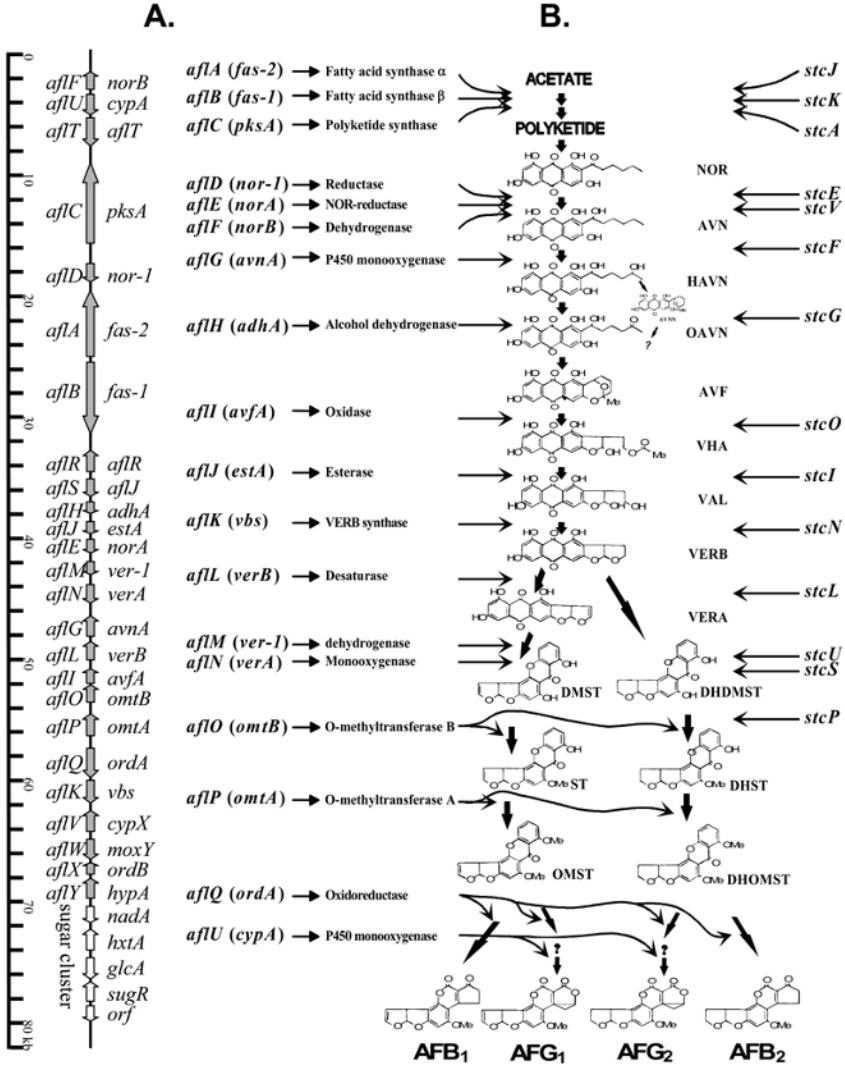 A.
B.
0
10
20
30
40
50
60
70
80 kb
aflF norB
aflU cypA
aflT aflT
aflC pksA
aflD nor-1
aflA fas-2
aflB fas-1
aflR aflR
aflS aflJ
aflH adhA
aflJ estA
aflE norA
aflM ver-1
aflN verA
aflG avnA
aflL verB
aflI avfA
aflO omtB
aflP omtA
aflQ ordA
aflK vbs
aflV cypX
aflW moxY
aflX ordB
aflY hypA
sugar cluster
nadA
hxtA
glcA
sugR
orf
aflA (fas-2) Fatty acid synthase α
aflB (fas-1) Fatty acid synthase β
aflC (pksA) Polyketide synthase
aflD (nor-1) Reductase
aflE (norA) NOR-reductase
aflF (norB) Dehydrogenase
aflG (avnA) P450 monooxygenase
aflH (adhA) Alcohol dehydrogenase
aflI (avfA) Oxidase
aflJ (estA) Esterase
aflK (vbs) VERB synthase
aflL (verB) Desaturase
aflM (ver-1) dehydrogenase
aflN (verA) Monooxygenase
aflO (omtB) O-methyltransferase B
aflP (omtA) O-methyltransferase A
aflQ (ordA) Oxidoreductase
aflU (cypA) P450 monooxygenase
ACETATE
POLYKETIDE
NOR
AVN
HAVN
AVNN
?
OAVN
AVF
VHA
VAL
VERB
VERA
DMST DHDMST
ST DHST
OMST DHOMST
? ?
AFB1 AFG1 AFG2 AFB2
stcJ
stcK
stcA
stcE
stcV
stcF
stcG
stcO
stcI
stcN
stcL
stcU
stcS
stcP